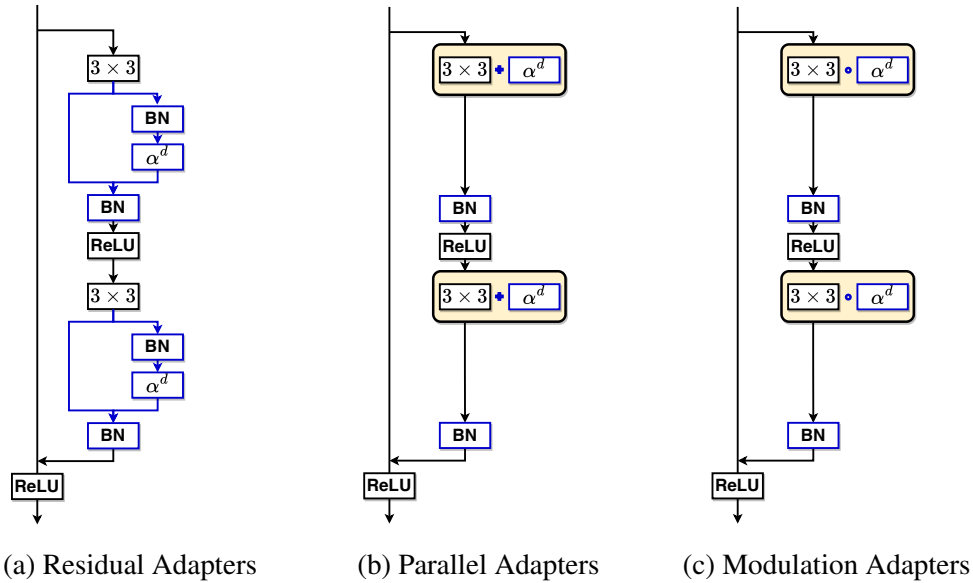 3 × 3
BN
α^d
BN
ReLU
3 × 3
BN
α^d
BN
ReLU
(a) Residual Adapters
3 × 3 + α^d
BN
ReLU
3 × 3 + α^d
BN
ReLU
(b) Parallel Adapters
3 × 3 ∘ α^d
BN
ReLU
3 × 3 ∘ α^d
BN
ReLU
(c) Modulation Adapters